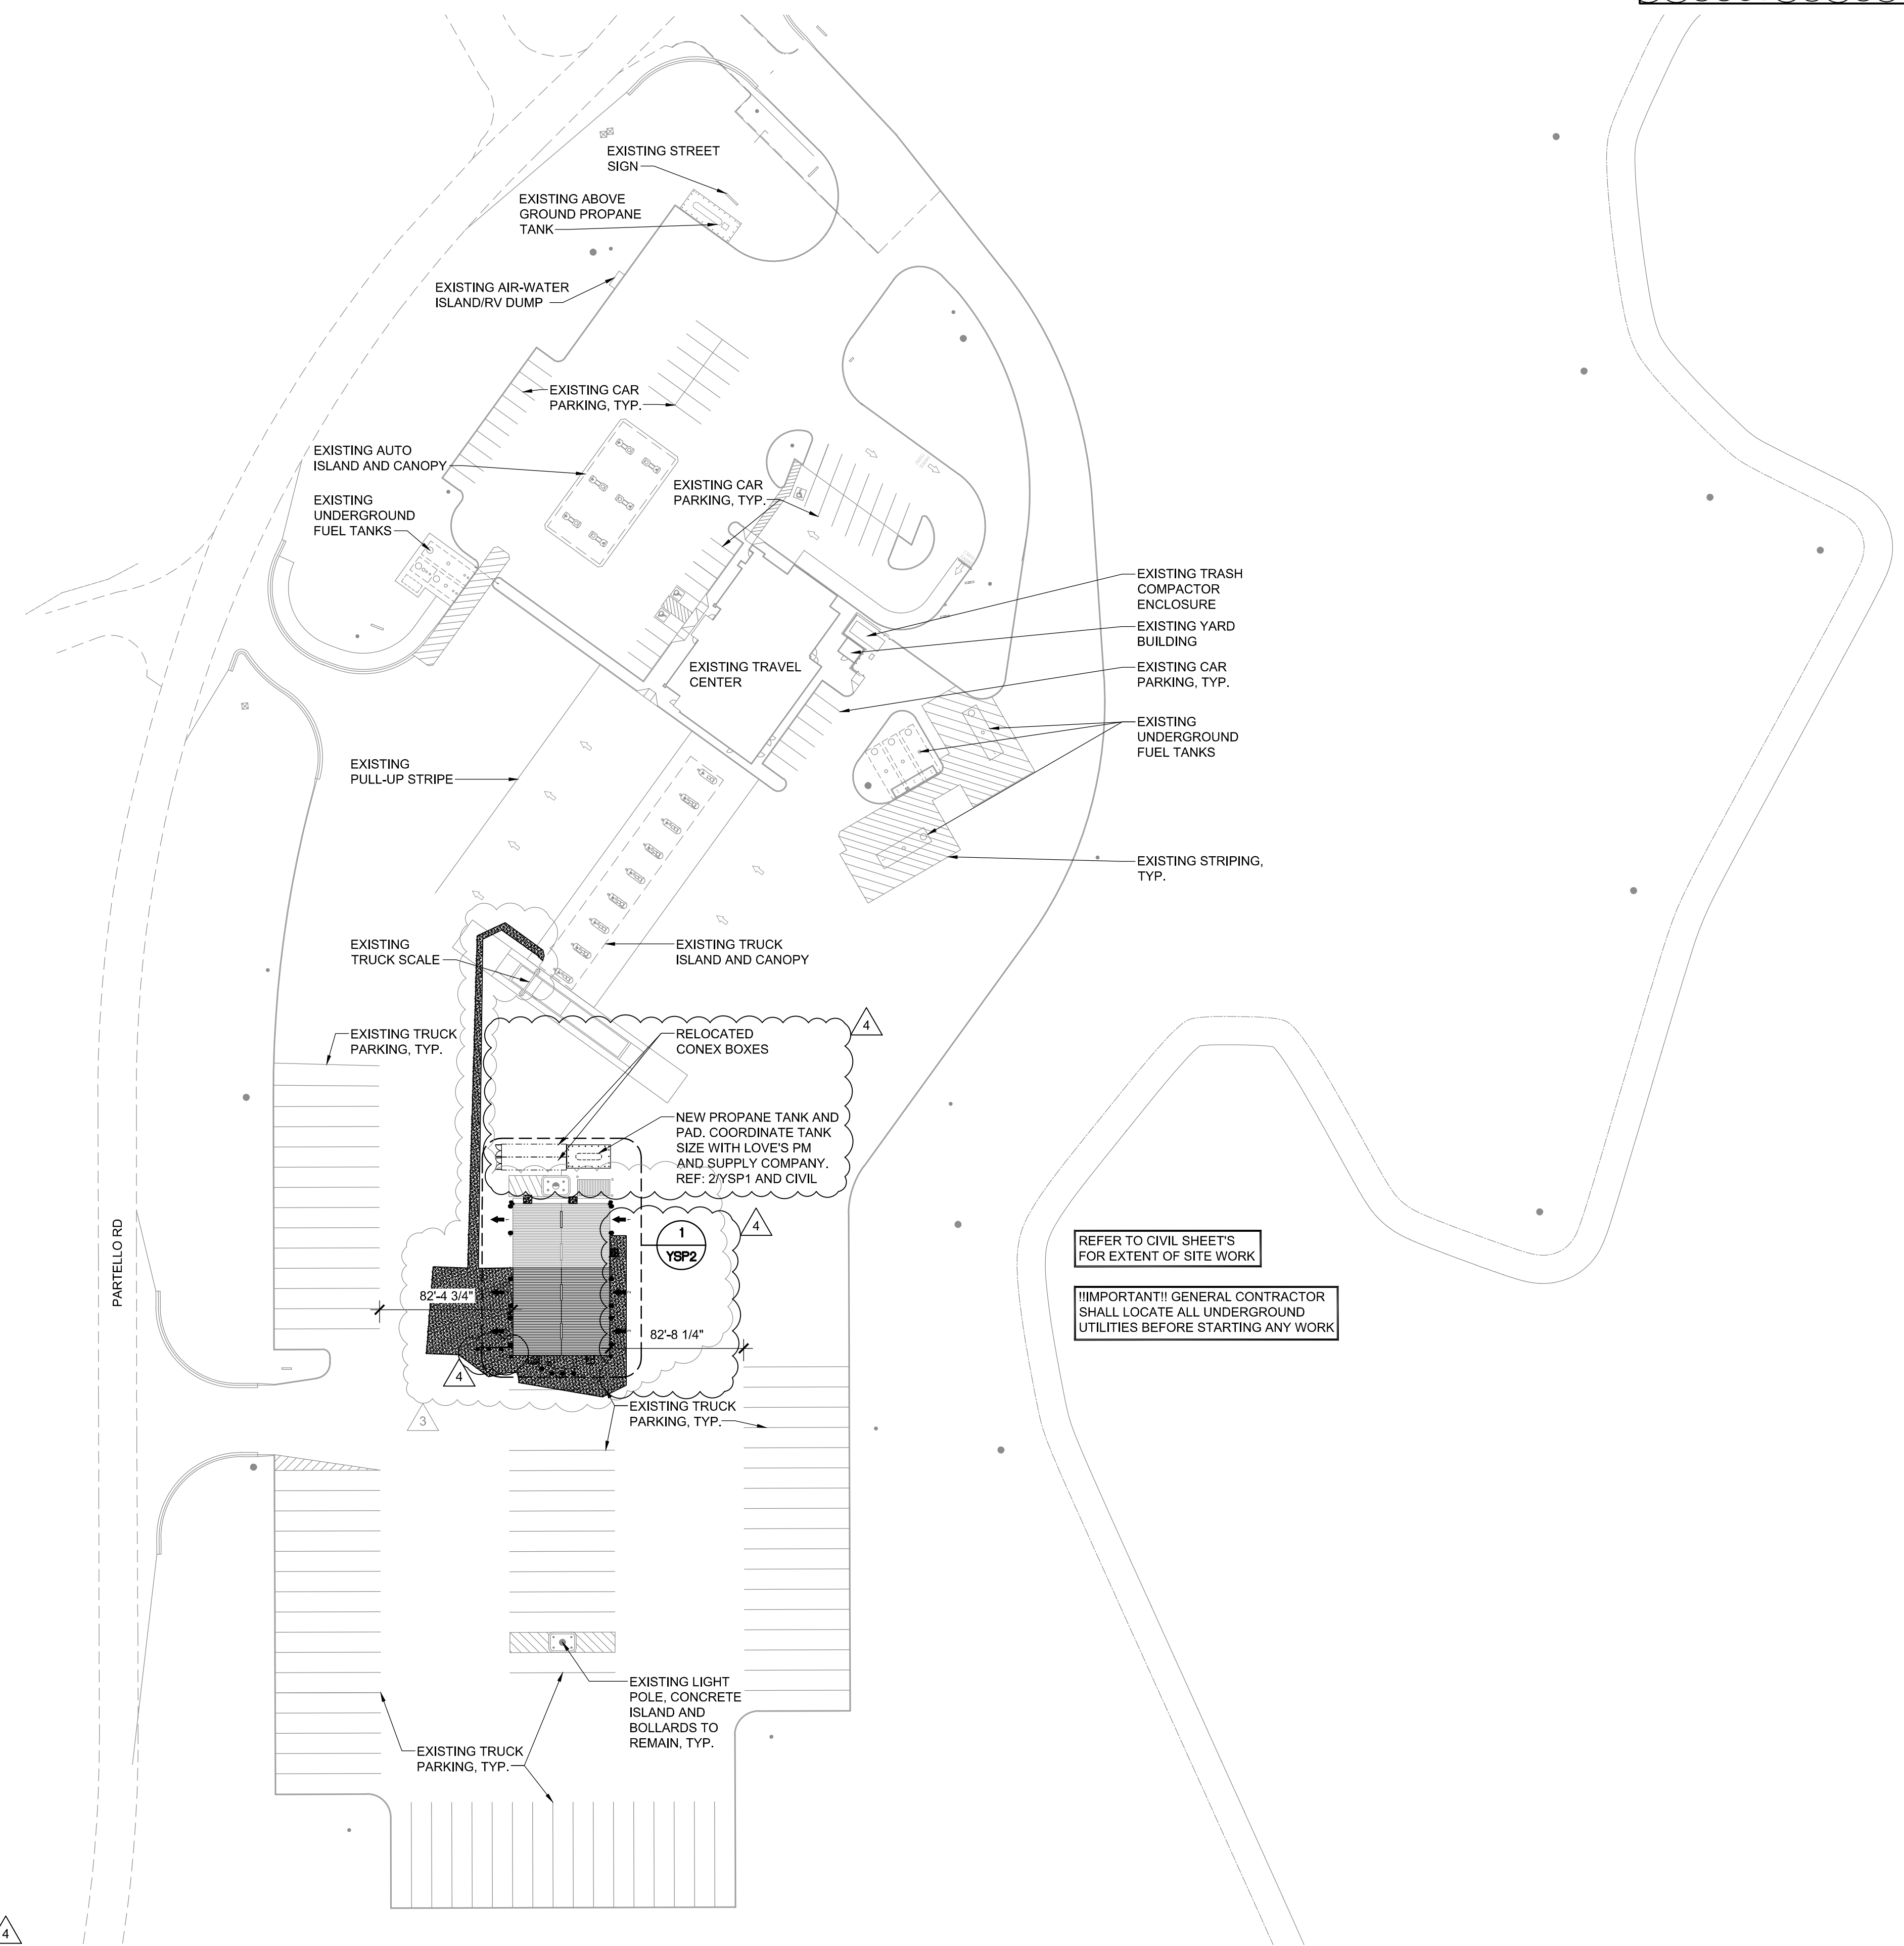 EXISTING STREET
SIGN
EXISTING ABOVE
GROUND PROPANE
TANK
EXISTING AIR-WATER
ISLAND/RV DUMP
EXISTING CAR
PARKING, TYP.
EXISTING AUTO
ISLAND AND CANOPY
EXISTING CAR
PARKING, TYP.
EXISTING
UNDERGROUND
FUEL TANKS
EXISTING TRASH
COMPACTOR
ENCLOSURE
EXISTING YARD
BUILDING
EXISTING TRAVEL
CENTER
EXISTING CAR
PARKING, TYP.
EXISTING
UNDERGROUND
FUEL TANKS
EXISTING
PULL-UP STRIPE
EXISTING STRIPING,
TYP.
EXISTING
TRUCK SCALE
EXISTING TRUCK
ISLAND AND CANOPY
EXISTING TRUCK
PARKING, TYP.
RELOCATED
CONEX BOXES
4
NEW PROPANE TANK AND
PAD. COORDINATE TANK
SIZE WITH LOVE'S PM
AND SUPPLY COMPANY.
REF: 2/YSP1 AND CIVIL
4
1
YSP2
PARTELLO RD
REFER TO CIVIL SHEET'S
FOR EXTENT OF SITE WORK
!!IMPORTANT!! GENERAL CONTRACTOR
SHALL LOCATE ALL UNDERGROUND
UTILITIES BEFORE STARTING ANY WORK
82'-4 3/4"
82'-8 1/4"
4
3
EXISTING TRUCK
PARKING, TYP.
EXISTING LIGHT
POLE, CONCRETE
ISLAND AND
BOLLARDS TO
REMAIN, TYP.
EXISTING TRUCK
PARKING, TYP.
4